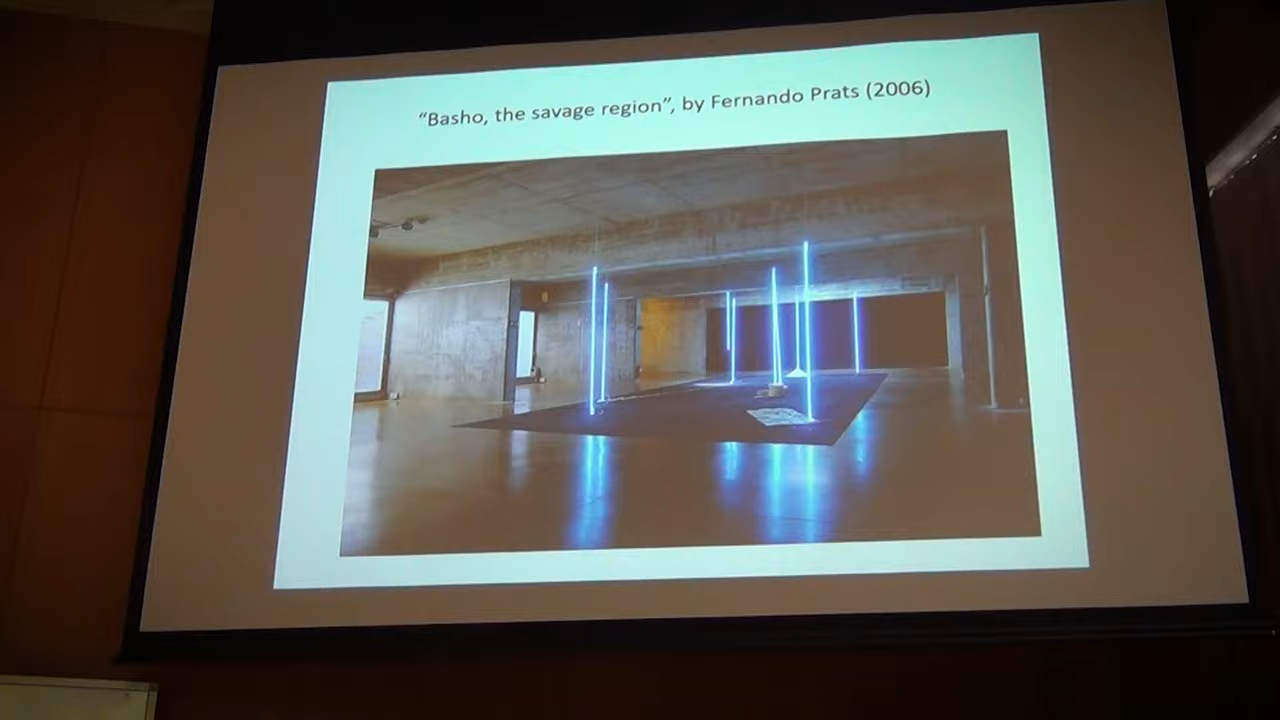 “Basho, the savage region”, by Fernando Prats (2006)